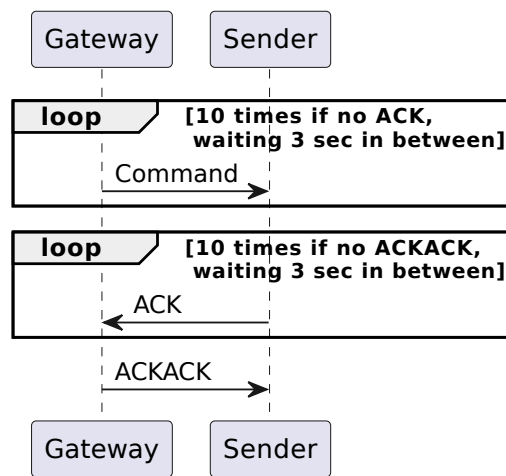 Gateway Sender
loop [10 times if no ACK,
waiting 3 sec in between]
Command
loop [10 times if no ACKACK,
waiting 3 sec in between]
ACK
ACKACK
Gateway Sender